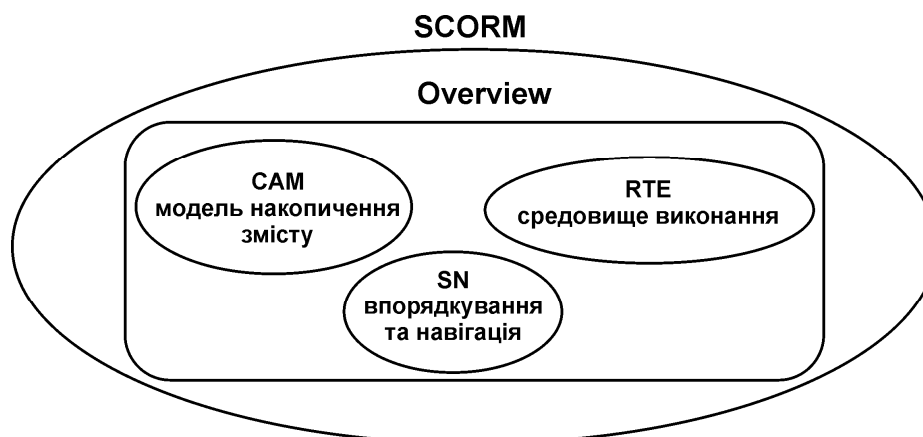 SCORM
Overview
CAM
модель накопичення
змісту
RTE
средовище виконання
SN
впорядкування
та навігація